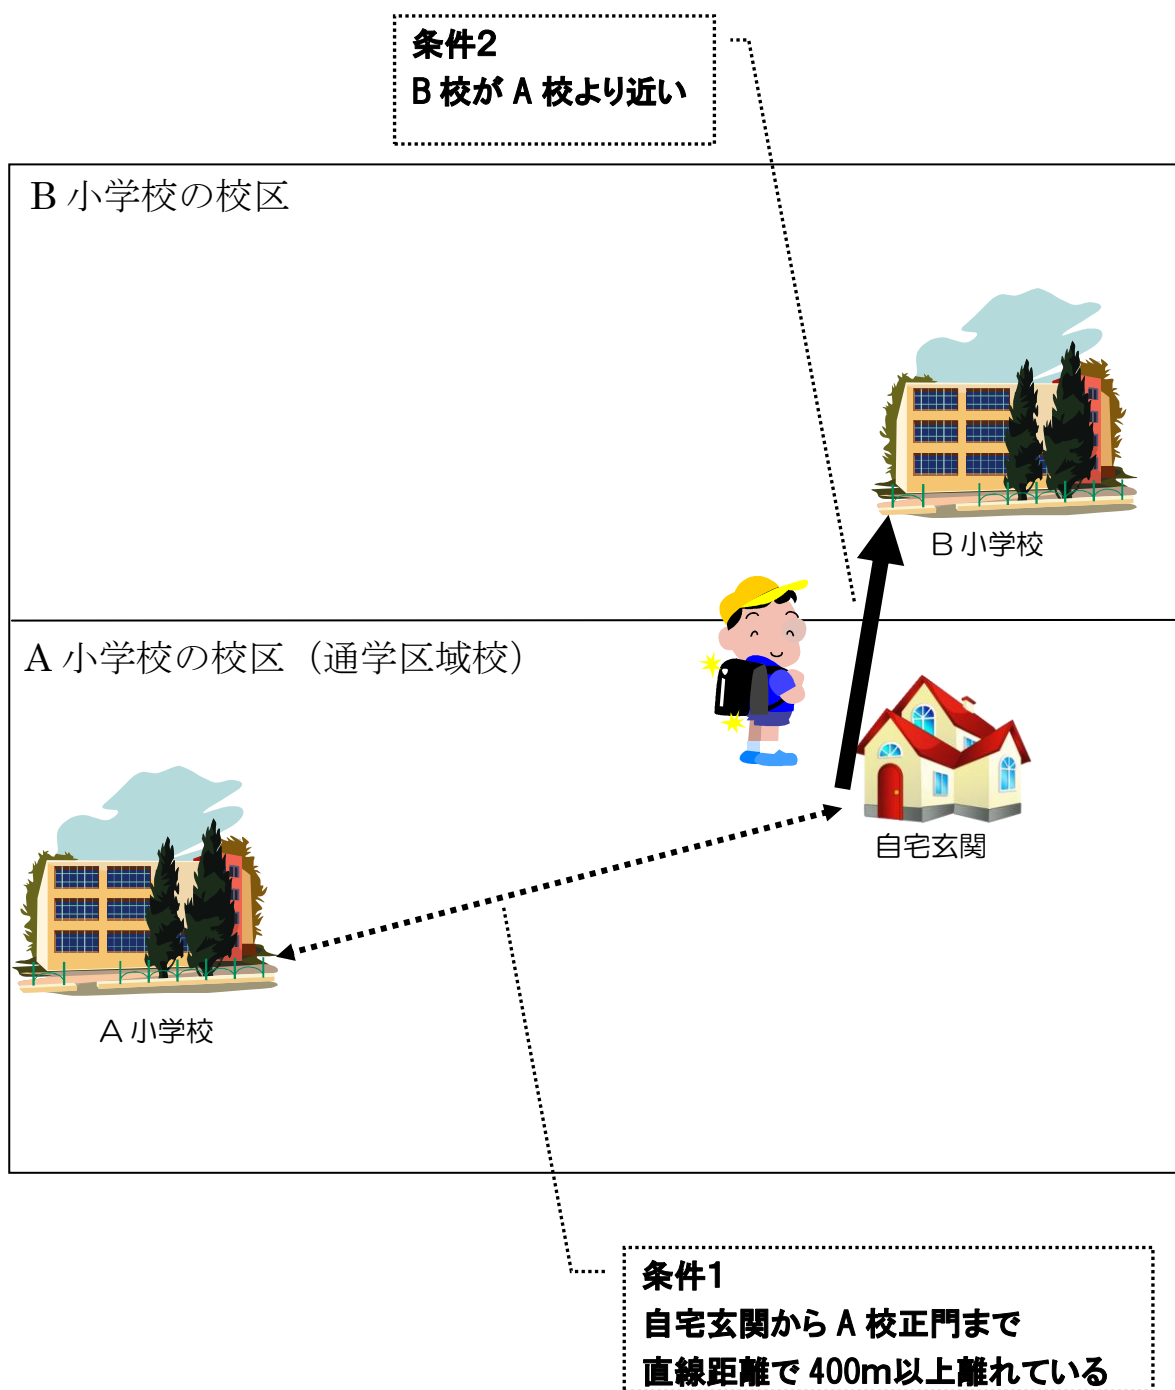 条件2
B 校が A 校より近い
B 小学校の校区
B 小学校
A 小学校の校区（通学区域校）
自宅玄関
A 小学校
条件1
自宅玄関から A 校正門まで
直線距離で 400m以上離れている